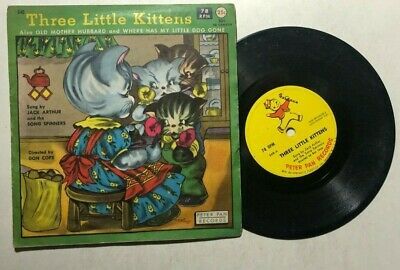 Three Little Kittens
78
RPM
25¢
Also OLD MOTHER HUBBARD and WHERE HAS MY LITTLE DOG GONE
Sung by
JACK ARTHUR
and the
SONG SPINNERS
Directed by
DON COPE
PETER PAN
RECORDS
78 RPM
THREE LITTLE KITTENS
PETER PAN RECORDS